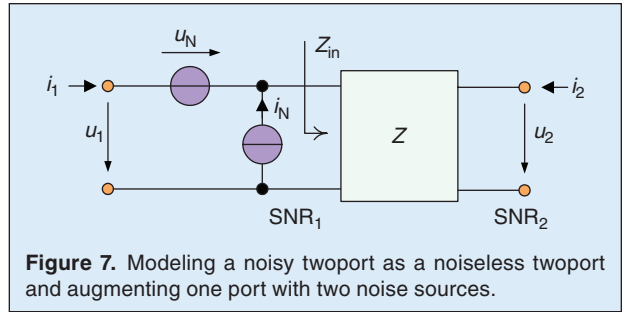 u_N
Z_in
i_1
i_N
i_2
u_1
Z
u_2
SNR_1
SNR_2
Figure 7. Modeling a noisy twoport as a noiseless twoport
and augmenting one port with two noise sources.